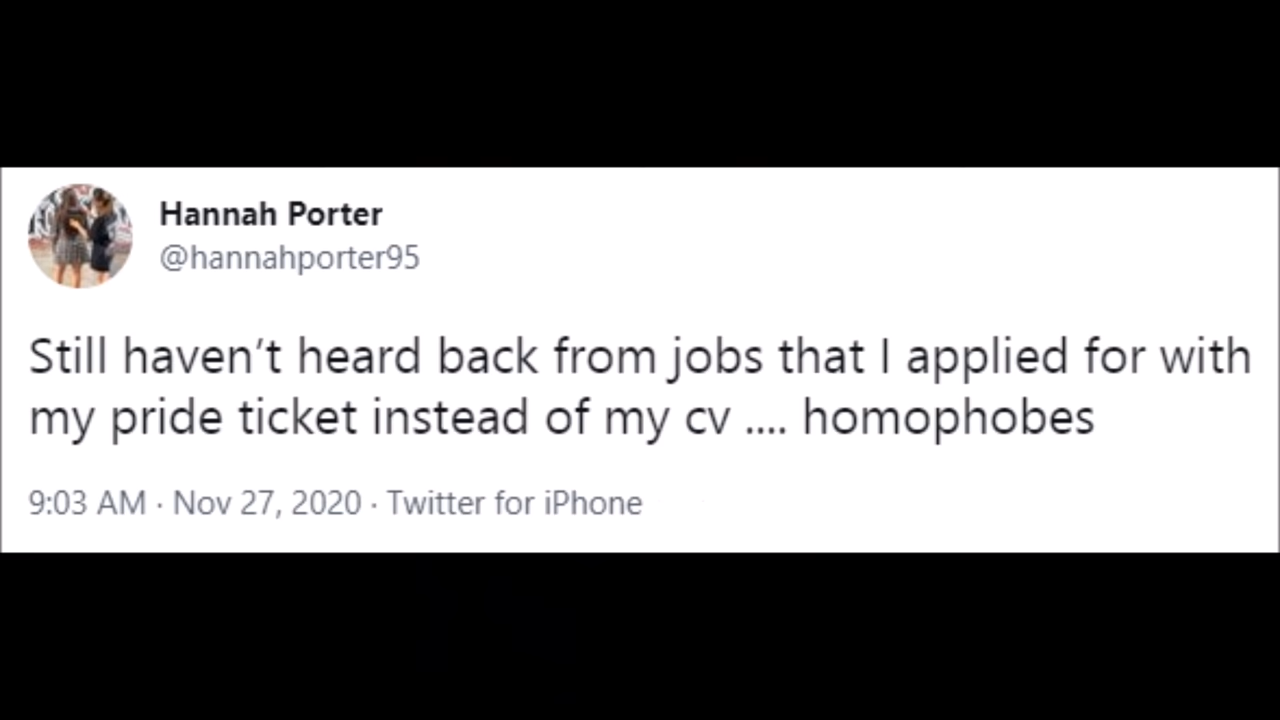 Hannah Porter
@hannahporter95
Still haven’t heard back from jobs that I applied for with
my pride ticket instead of my cv .... homophobes
9:03 AM · Nov 27, 2020 · Twitter for iPhone